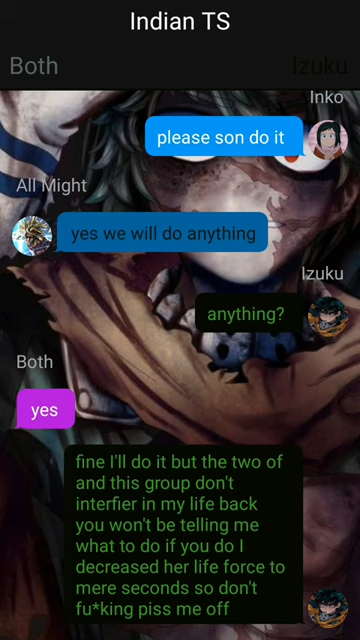 Indian TS
Both
Izuku
Inko
please son do it
All Might
yes we will do anything
Izuku
anything?
Both
yes
fine I'll do it but the two of
and this group don't
interfier in my life back
you won't be telling me
what to do if you do I
decreased her life force to
mere seconds so don't
fu*king piss me off